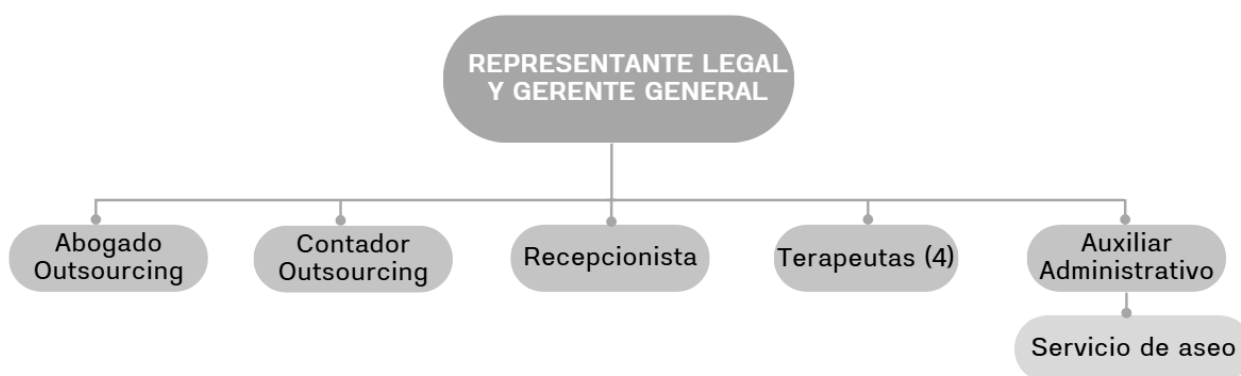 REPRESENTANTE LEGAL
Y GERENTE GENERAL
Abogado
Outsourcing
Contador
Outsourcing
Recepcionista
Terapeutas (4)
Auxiliar
Administrativo
Servicio de aseo